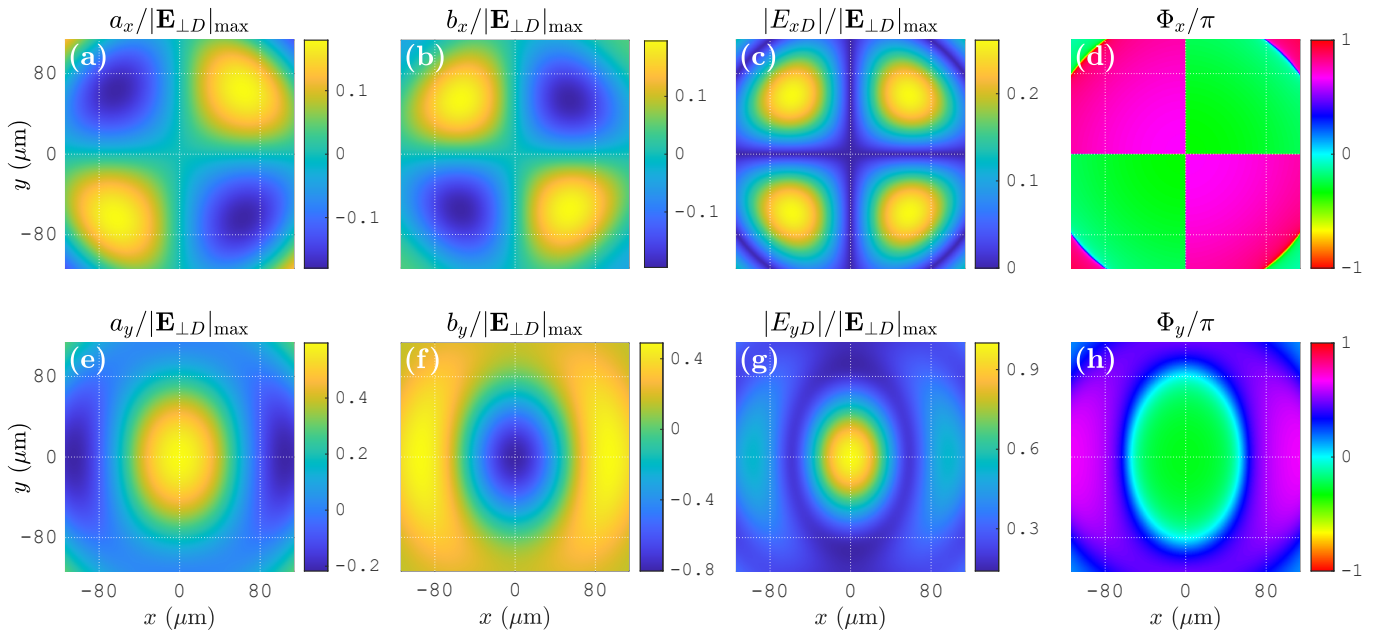 a_x/|E_⊥D|_max b_x/|E_⊥D|_max |E_xD|/|E_⊥D|_max Φ_x/π
(a) (b) (c) (d)
80 0 -80
y (μm)
0.1 0 -0.1
0.1 0 -0.1
0.2 0.1 0
1 0 -1
a_y/|E_⊥D|_max b_y/|E_⊥D|_max |E_yD|/|E_⊥D|_max Φ_y/π
(e) (f) (g) (h)
80 0 -80
y (μm)
0.4 0.2 0 -0.2
0.4 0 -0.4 -0.8
0.9 0.6 0.3
1 0 -1
-80 0 80 -80 0 80 -80 0 80 -80 0 80
x (μm) x (μm) x (μm) x (μm)